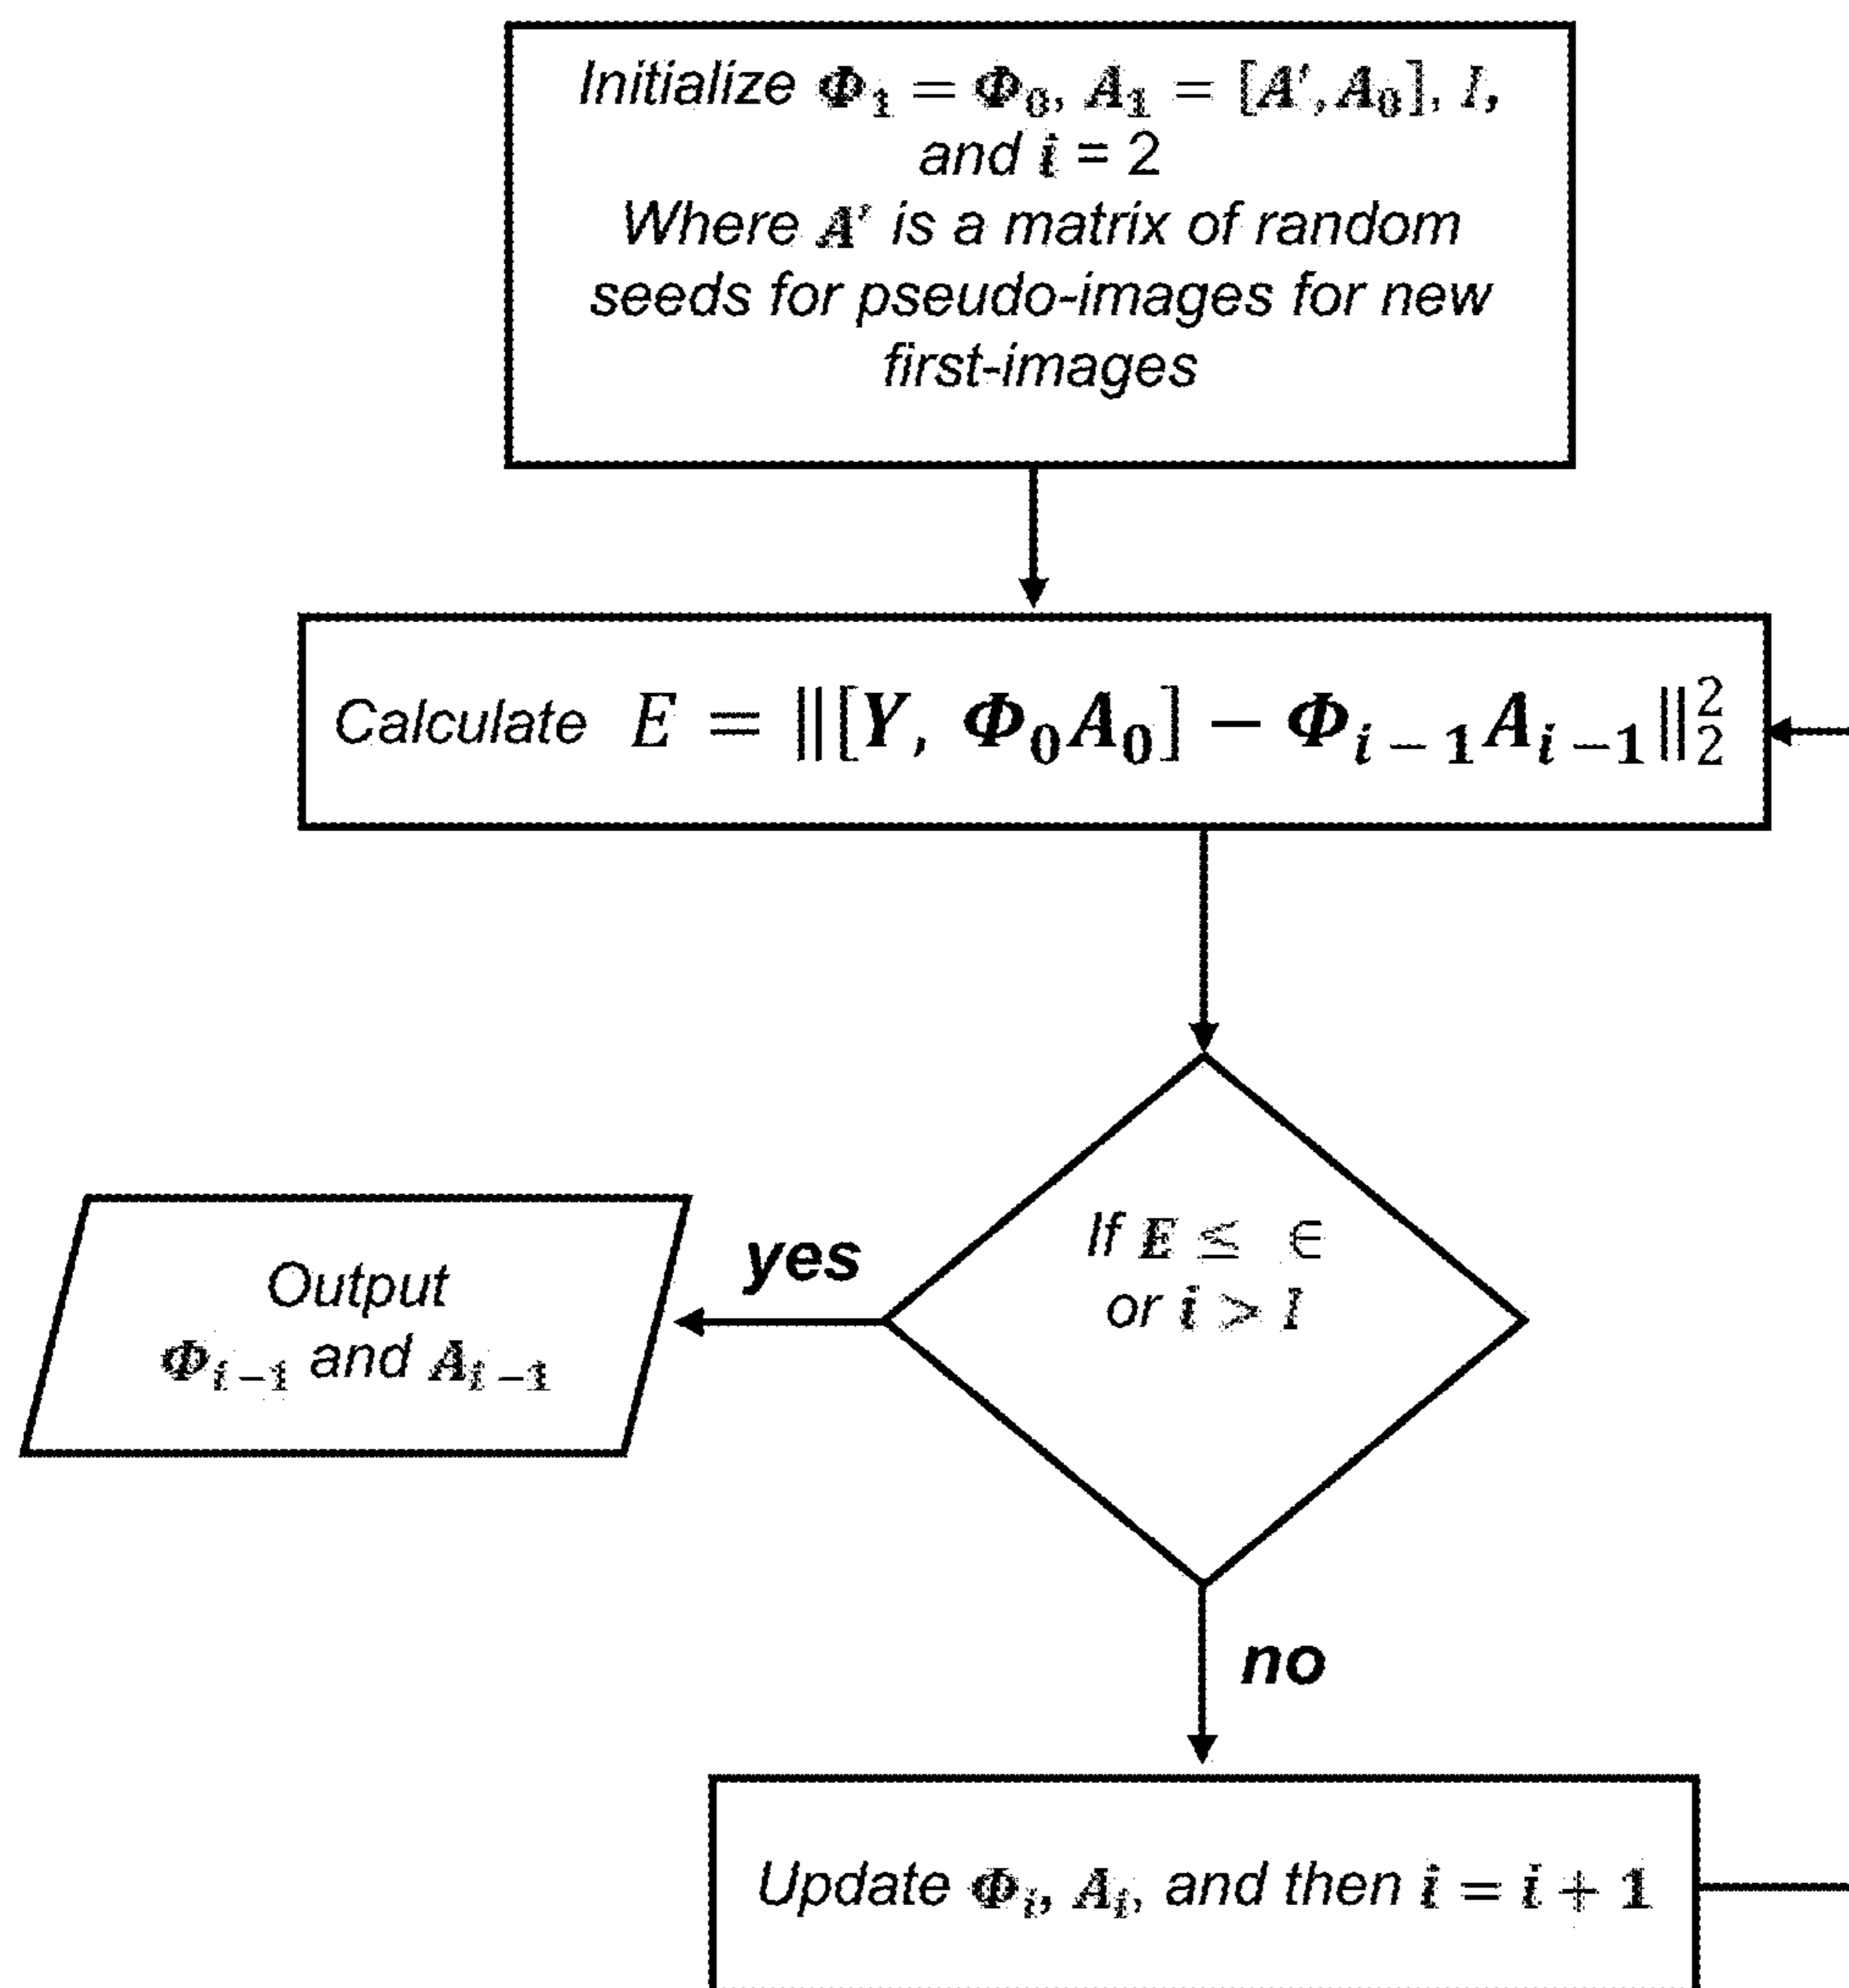 Initialize Φ₁ = Φ₀, A₁ = [A′, A₀], I,
and i = 2
Where A′ is a matrix of random
seeds for pseudo-images for new
first-images
Calculate E = ‖[Y, Φ₀A₀] − Φᵢ₋₁Aᵢ₋₁‖₂²
If E ≤ ∈
or i > I
yes
Output
Φᵢ₋₁ and Aᵢ₋₁
no
Update Φᵢ, Aᵢ, and then i = i + 1